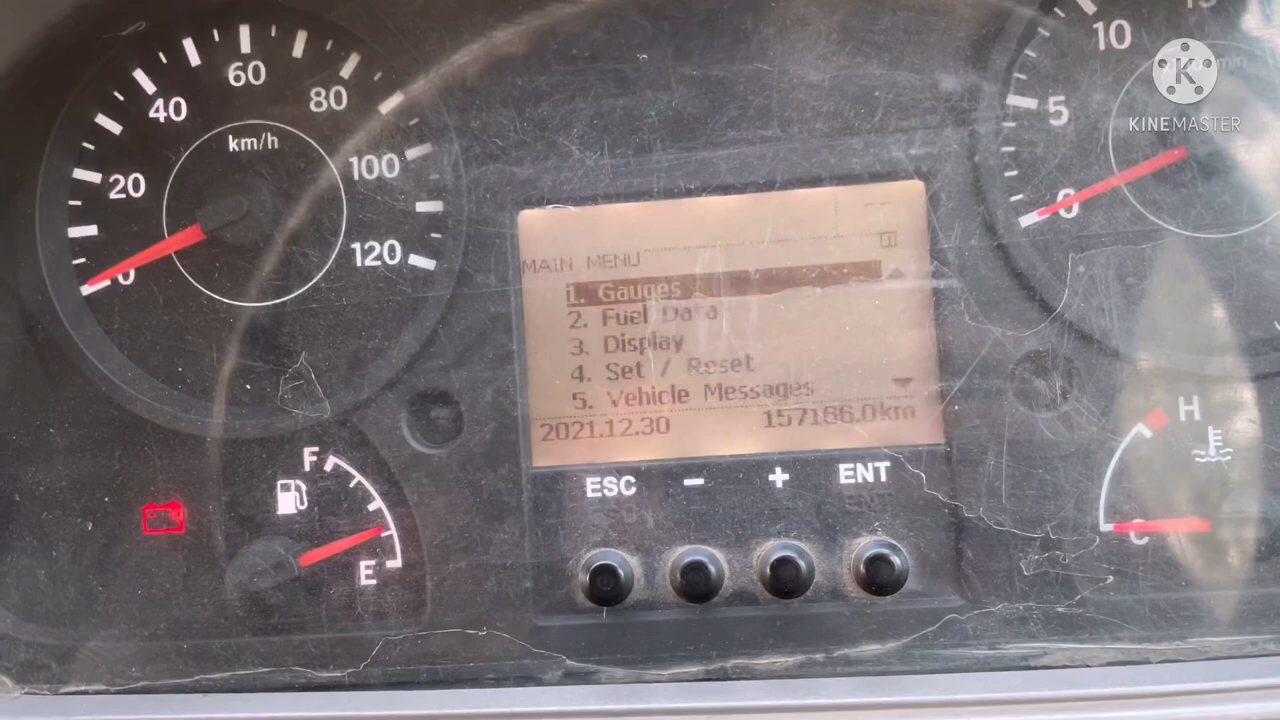 60
40
80
km/h
100
20
120
0
10
5
0
KINEMASTER
MAIN MENU
1. Gauges
2. Fuel Data
3. Display
4. Set / Reset
5. Vehicle Messages
2021.12.30 157166.0km
ESC - + ENT
F
E
H
C